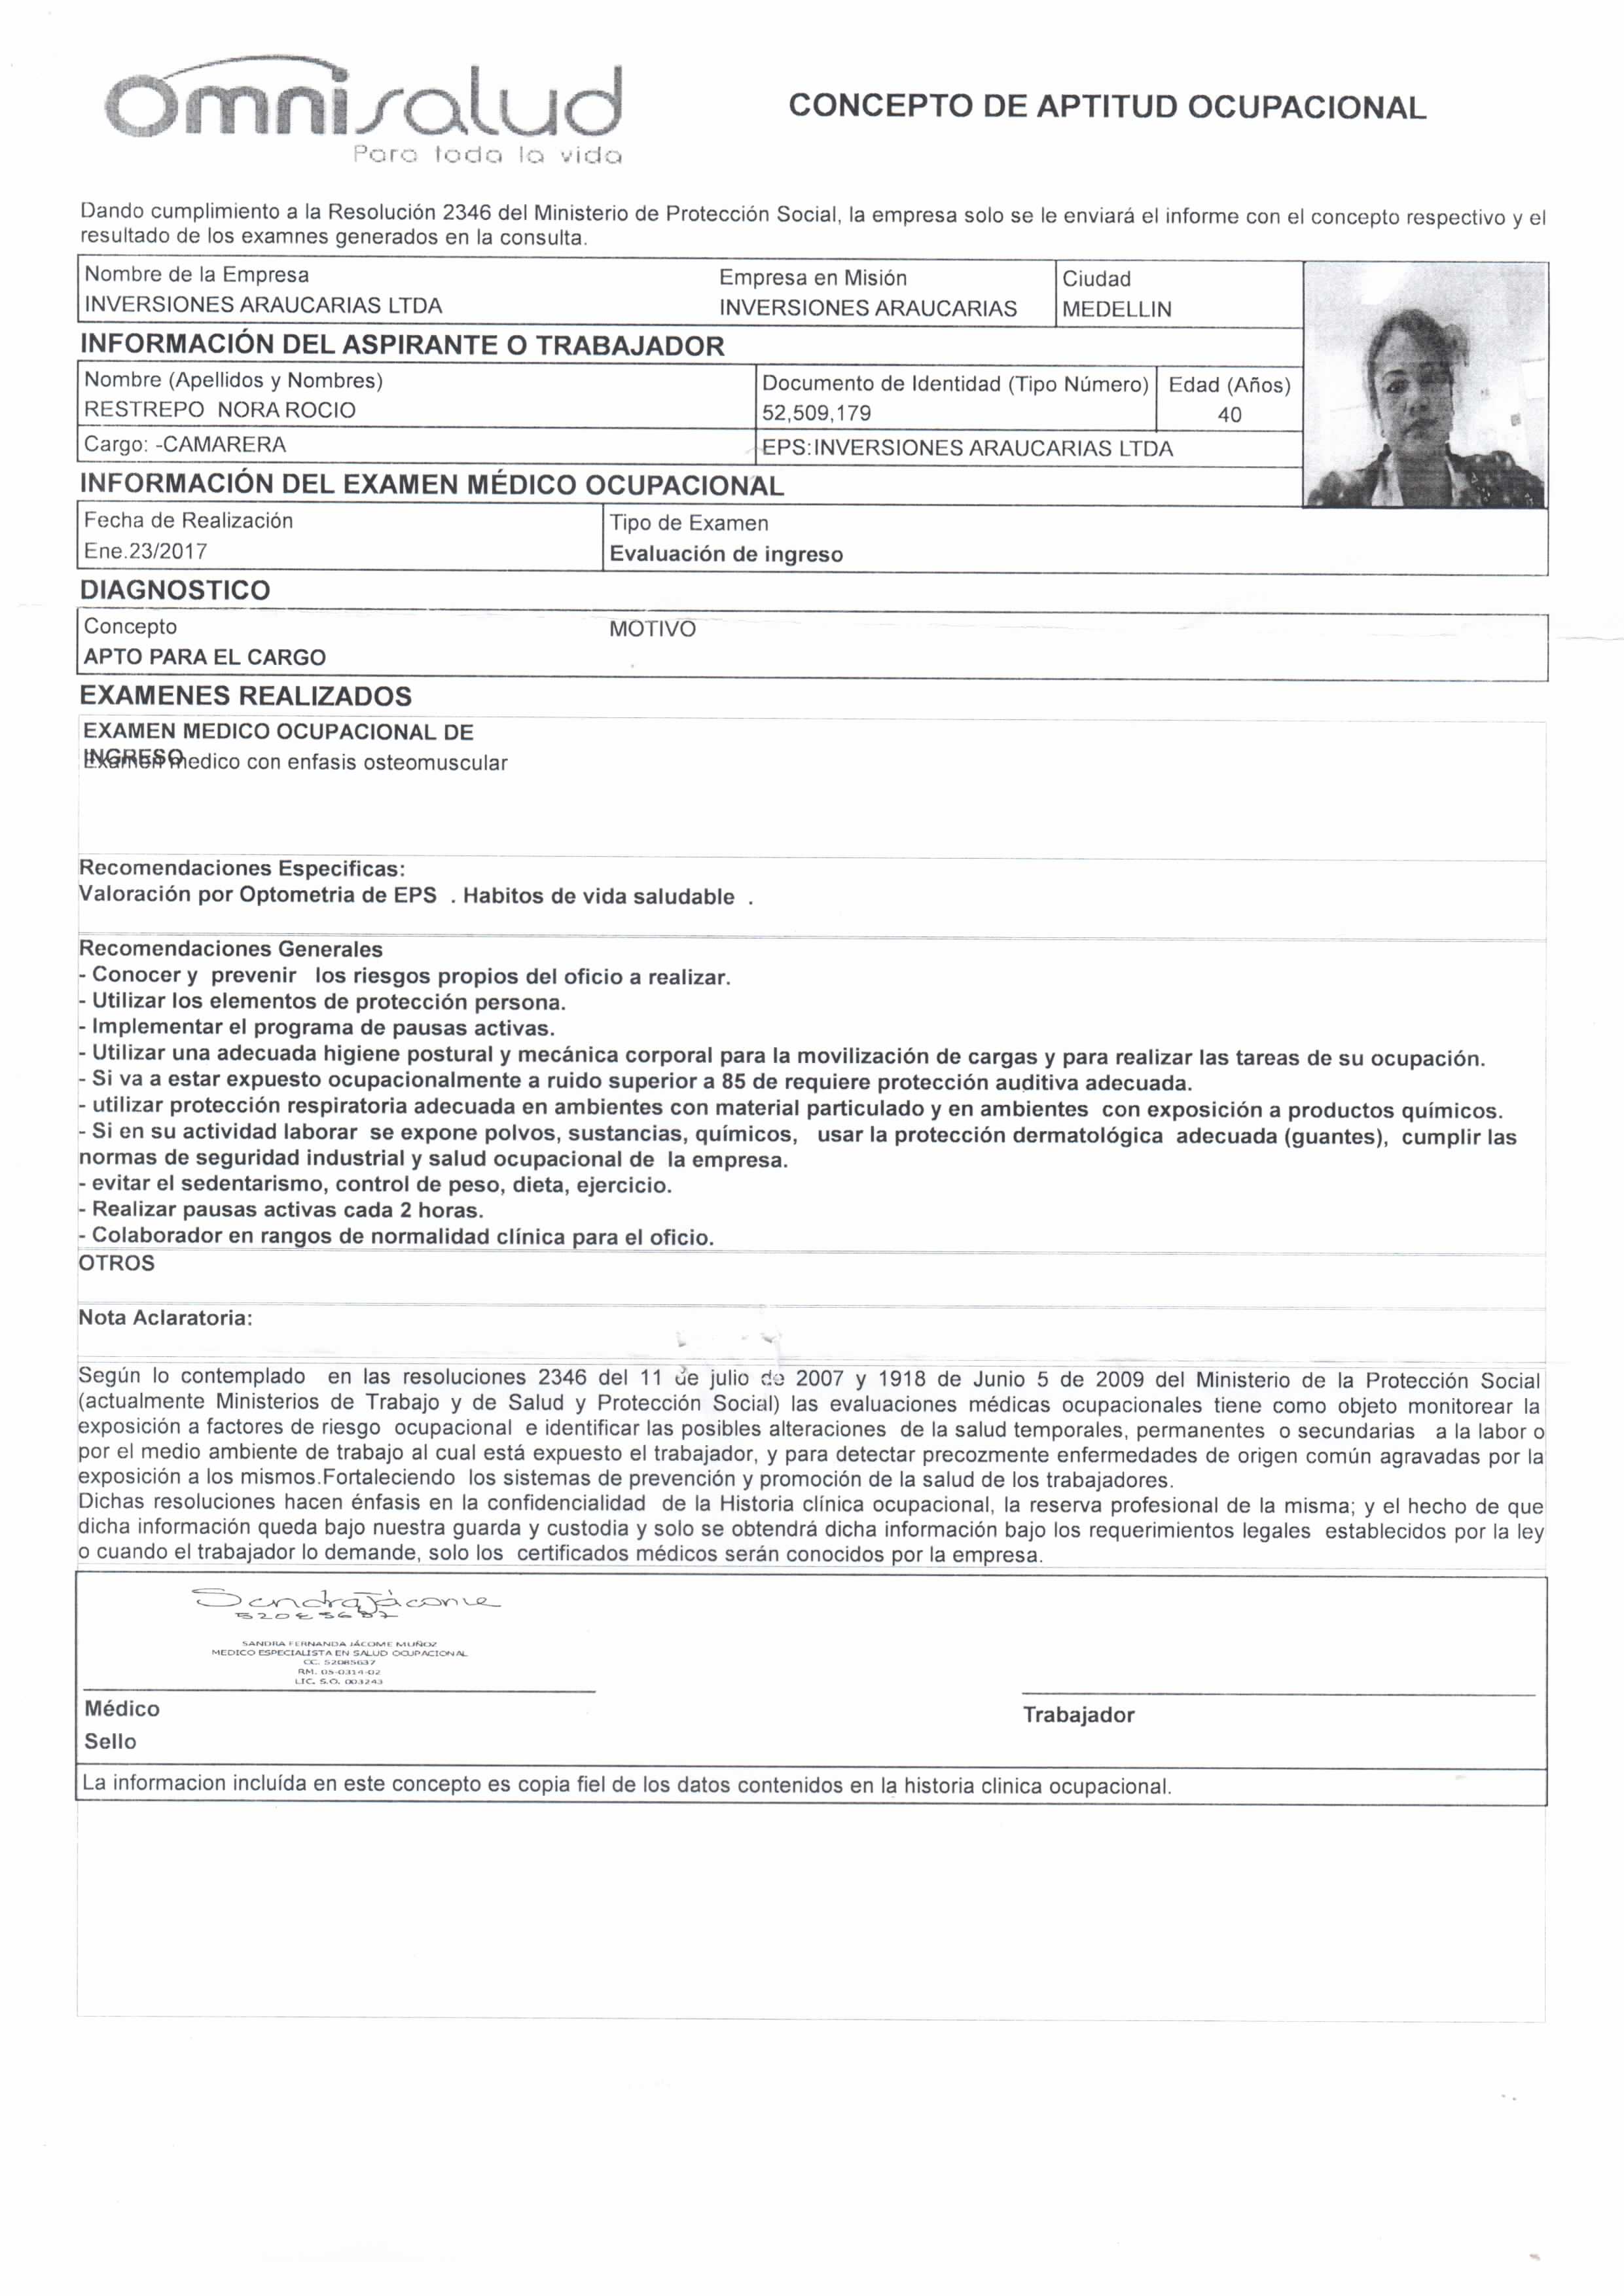 omnisalud
Para toda la vida
CONCEPTO DE APTITUD OCUPACIONAL
Dando cumplimiento a la Resolución 2346 del Ministerio de Protección Social, la empresa solo se le enviará el informe con el concepto respectivo y el
resultado de los examnes generados en la consulta.
Nombre de la Empresa
INVERSIONES ARAUCARIAS LTDA
Empresa en Misión
INVERSIONES ARAUCARIAS
Ciudad
MEDELLIN
INFORMACIÓN DEL ASPIRANTE O TRABAJADOR
Nombre (Apellidos y Nombres)
RESTREPO NORA ROCIO
Documento de Identidad (Tipo Número)
52,509,179
Edad (Años)
40
Cargo: -CAMARERA
EPS:INVERSIONES ARAUCARIAS LTDA
INFORMACIÓN DEL EXAMEN MÉDICO OCUPACIONAL
Fecha de Realización
Ene.23/2017
Tipo de Examen
Evaluación de ingreso
DIAGNOSTICO
Concepto
APTO PARA EL CARGO
MOTIVO
EXAMENES REALIZADOS
EXAMEN MEDICO OCUPACIONAL DE
INGRESO
Examen medico con enfasis osteomuscular
Recomendaciones Especificas:
Valoración por Optometria de EPS . Habitos de vida saludable .
Recomendaciones Generales
- Conocer y prevenir los riesgos propios del oficio a realizar.
- Utilizar los elementos de protección persona.
- Implementar el programa de pausas activas.
- Utilizar una adecuada higiene postural y mecánica corporal para la movilización de cargas y para realizar las tareas de su ocupación.
- Si va a estar expuesto ocupacionalmente a ruido superior a 85 de requiere protección auditiva adecuada.
- utilizar protección respiratoria adecuada en ambientes con material particulado y en ambientes con exposición a productos químicos.
- Si en su actividad laborar se expone polvos, sustancias, químicos, usar la protección dermatológica adecuada (guantes), cumplir las
normas de seguridad industrial y salud ocupacional de la empresa.
- evitar el sedentarismo, control de peso, dieta, ejercicio.
- Realizar pausas activas cada 2 horas.
- Colaborador en rangos de normalidad clínica para el oficio.
OTROS
Nota Aclaratoria:
Según lo contemplado en las resoluciones 2346 del 11 de julio de 2007 y 1918 de Junio 5 de 2009 del Ministerio de la Protección Social
(actualmente Ministerios de Trabajo y de Salud y Protección Social) las evaluaciones médicas ocupacionales tiene como objeto monitorear la
exposición a factores de riesgo ocupacional e identificar las posibles alteraciones de la salud temporales, permanentes o secundarias a la labor o
por el medio ambiente de trabajo al cual está expuesto el trabajador, y para detectar precozmente enfermedades de origen común agravadas por la
exposición a los mismos.Fortaleciendo los sistemas de prevención y promoción de la salud de los trabajadores.
Dichas resoluciones hacen énfasis en la confidencialidad de la Historia clínica ocupacional, la reserva profesional de la misma; y el hecho de que
dicha información queda bajo nuestra guarda y custodia y solo se obtendrá dicha información bajo los requerimientos legales establecidos por la ley
o cuando el trabajador lo demande, solo los certificados médicos serán conocidos por la empresa.
Sandra Jácome
52085637
SANDRA FERNANDA JÁCOME MUÑOZ
MEDICO ESPECIALISTA EN SALUD OCUPACIONAL
CC. 52085637
RM. 05-0314-02
LIC. S.O. 003243
Médico
Sello
Trabajador
La informacion incluída en este concepto es copia fiel de los datos contenidos en la historia clinica ocupacional.